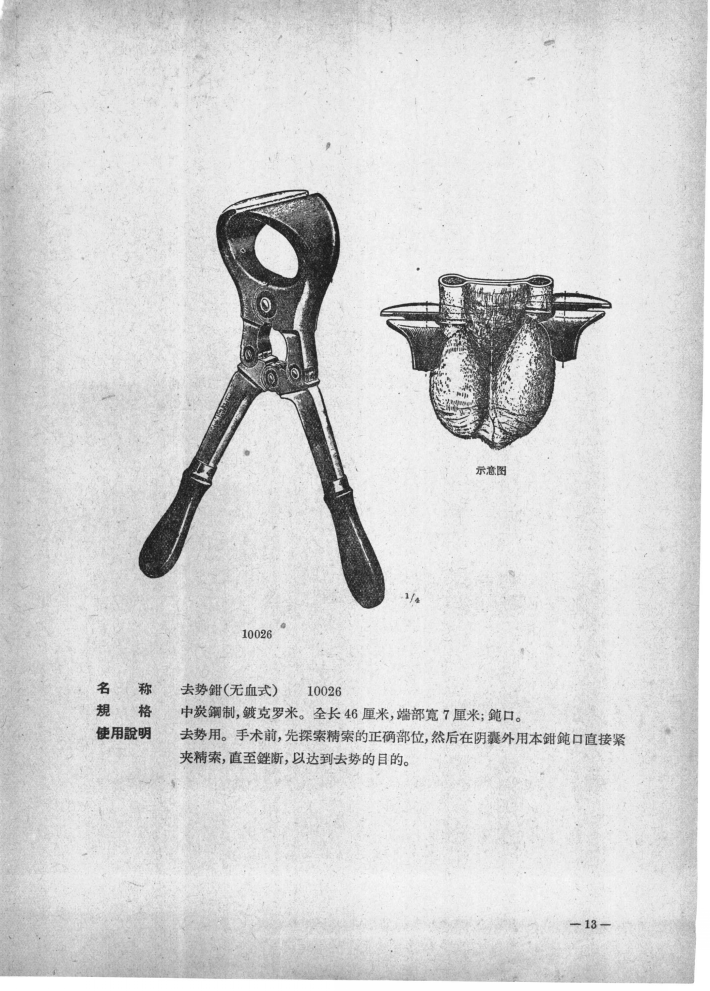 示意图
1/4
10026
名 称 去势鉗(无血式) 10026
規 格 中炭鋼制,鍍克罗米。全长 46 厘米,端部寬 7 厘米;鈍口。
使用說明 去势用。手术前,先探索精索的正确部位,然后在阴囊外用本鉗鈍口直接紧
夹精索,直至銼断,以达到去势的目的。
— 13 —